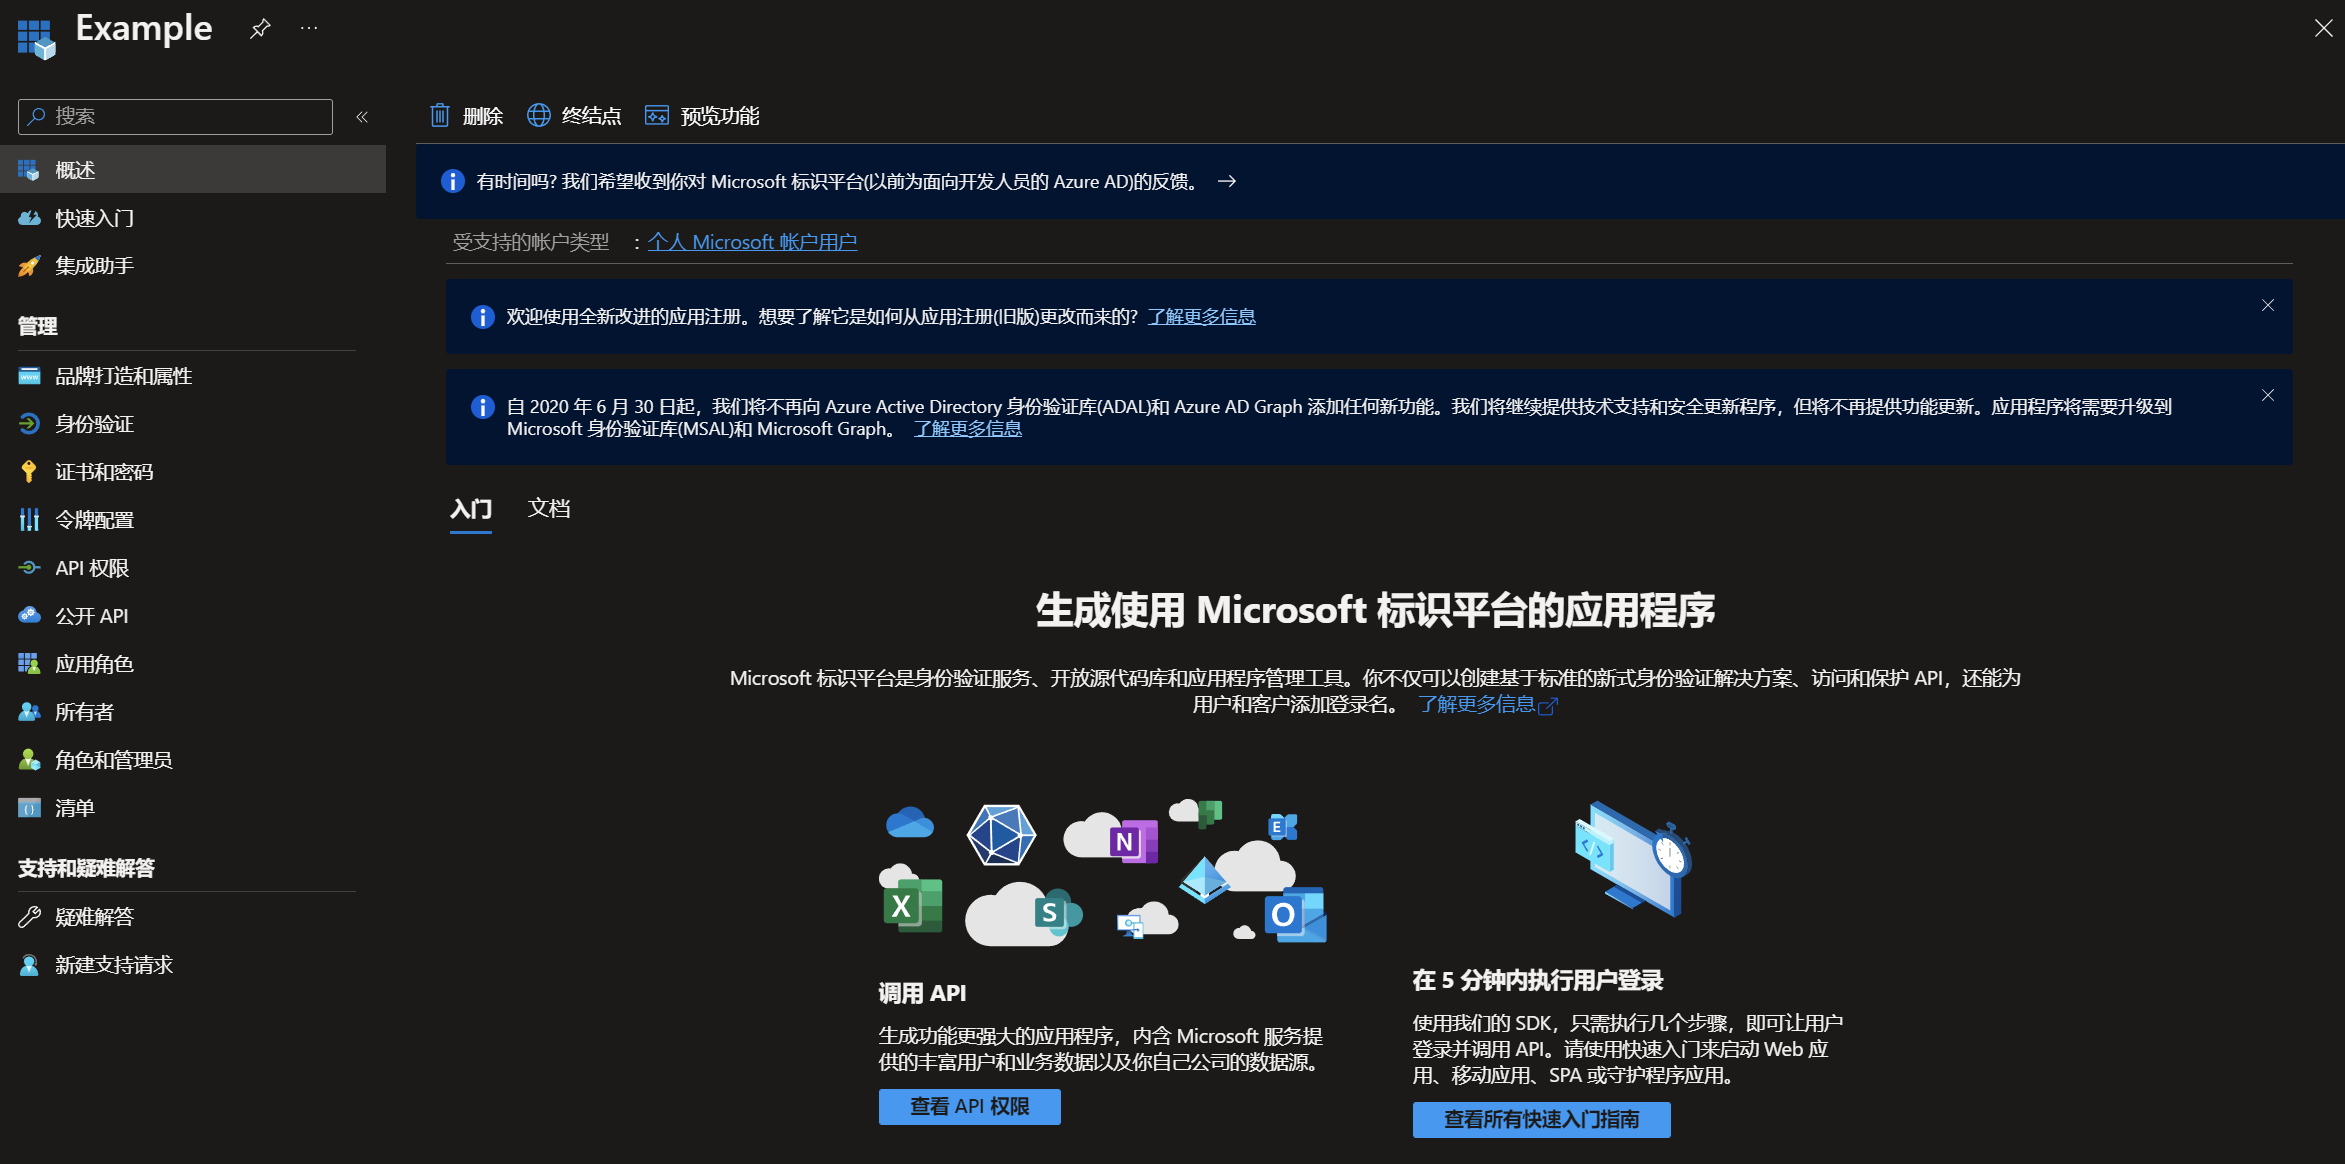 Example
搜索
概述
快速入门
集成助手
管理
品牌打造和属性
身份验证
证书和密码
令牌配置
API 权限
公开 API
应用角色
所有者
角色和管理员
清单
支持和疑难解答
疑难解答
新建支持请求
删除 终结点 预览功能
有时间吗? 我们希望收到你对 Microsoft 标识平台(以前为面向开发人员的 Azure AD)的反馈。 →
受支持的帐户类型 : 个人 Microsoft 帐户用户
欢迎使用全新改进的应用注册。想要了解它是如何从应用注册(旧版)更改而来的? 了解更多信息
自 2020 年 6 月 30 日起，我们将不再向 Azure Active Directory 身份验证库(ADAL)和 Azure AD Graph 添加任何新功能。我们将继续提供技术支持和安全更新程序，但将不再提供功能更新。应用程序将需要升级到
Microsoft 身份验证库(MSAL)和 Microsoft Graph。 了解更多信息
入门 文档
生成使用 Microsoft 标识平台的应用程序
Microsoft 标识平台是身份验证服务、开放源代码库和应用程序管理工具。你不仅可以创建基于标准的新式身份验证解决方案、访问和保护 API，还能为
用户和客户添加登录名。 了解更多信息
N
E
X
S
O
调用 API
生成功能更强大的应用程序，内含 Microsoft 服务提
供的丰富用户和业务数据以及你自己公司的数据源。
查看 API 权限
在 5 分钟内执行用户登录
使用我们的 SDK，只需执行几个步骤，即可让用户
登录并调用 API。请使用快速入门来启动 Web 应
用、移动应用、SPA 或守护程序应用。
查看所有快速入门指南